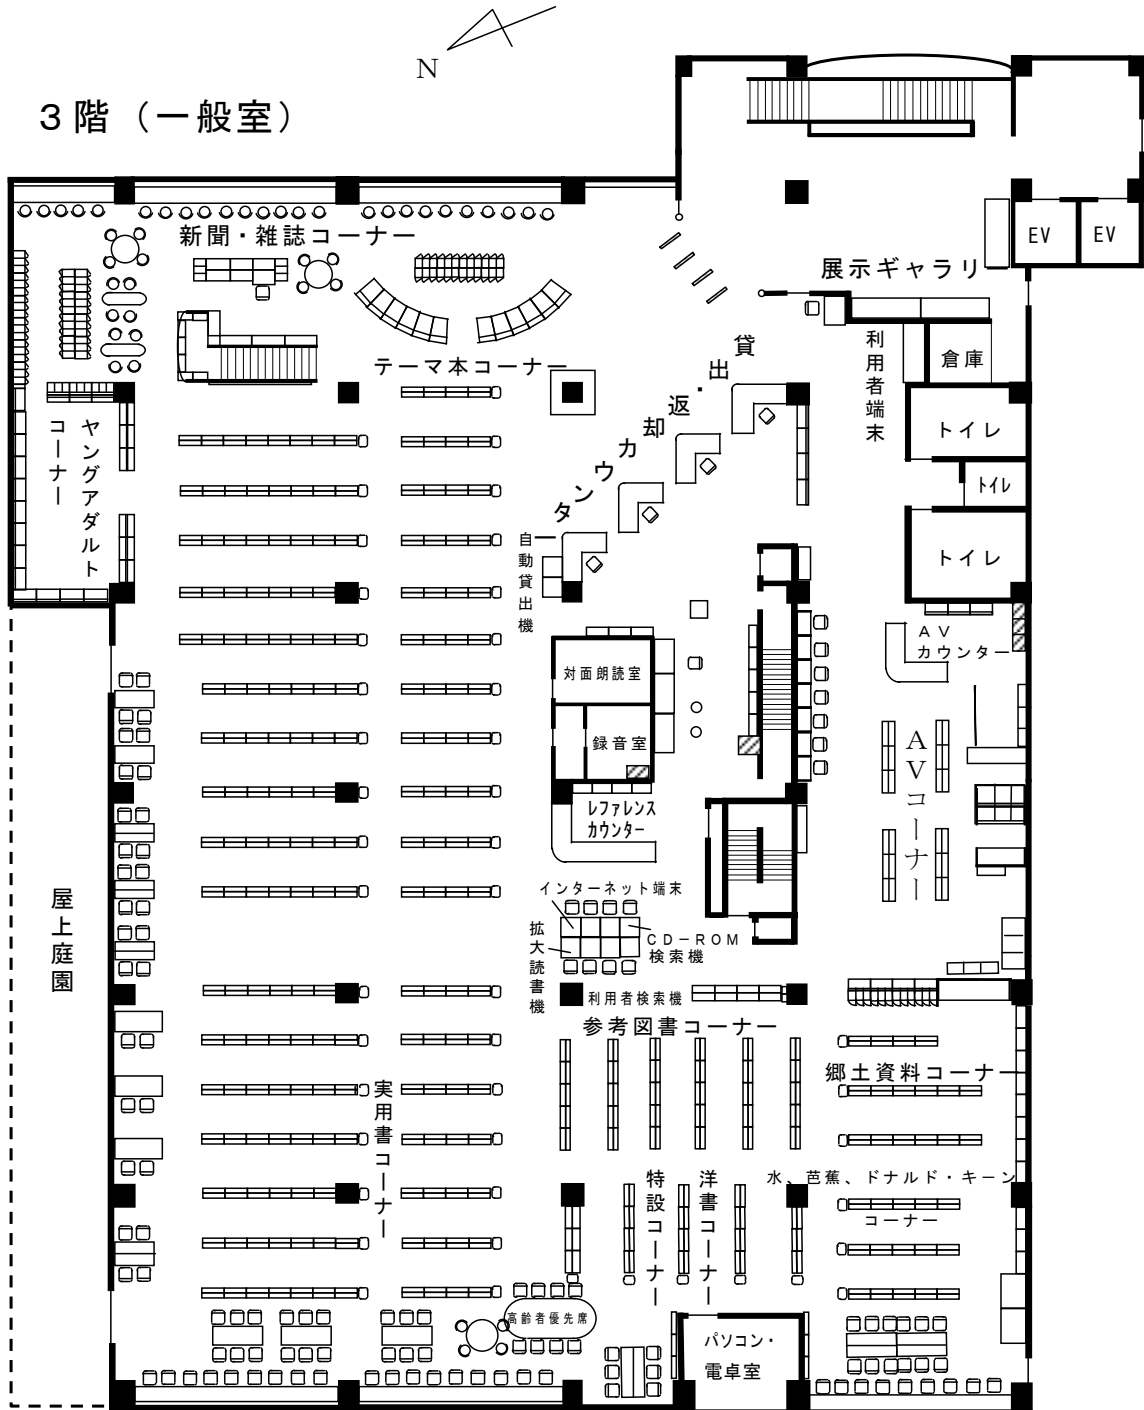 N
3階（一般室）
新聞・雑誌コーナー
EV
EV
展示ギャラリー
利用者端末
倉庫
テーマ本コーナー
貸出・返却カウンター
トイレ
トイレ
トイレ
ヤングアダルト
コーナー
自動貸出機
AV
カウンター
対面朗読室
録音室
AVコーナー
レファレンス
カウンター
屋上庭園
インターネット端末
拡大読書機
CD－ROM
検索機
利用者検索機
参考図書コーナー
郷土資料コーナー
実用書コーナー
特設コーナー
洋書コーナー
水、芭蕉、ドナルド・キーン
コーナー
高齢者優先席
パソコン・
電卓室